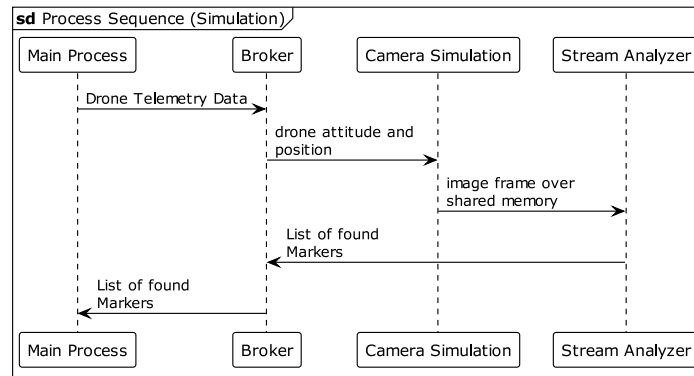 sd Process Sequence (Simulation)
Main Process Broker Camera Simulation Stream Analyzer
Drone Telemetry Data
drone attitude and
position
image frame over
shared memory
List of found
Markers
List of found
Markers
Main Process Broker Camera Simulation Stream Analyzer